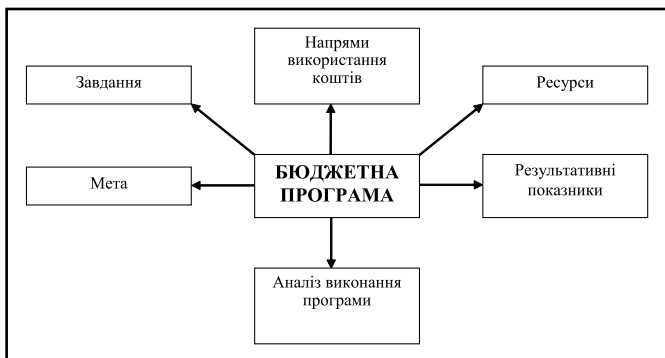 Напрями
використання
коштів
Завдання
Ресурси
БЮДЖЕТНА
ПРОГРАМА
Мета
Результативні
показники
Аналіз виконання
програми